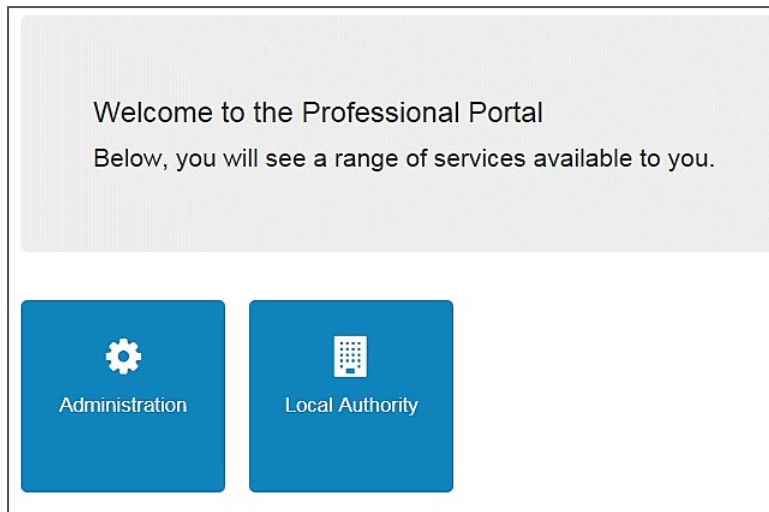 Welcome to the Professional Portal
Below, you will see a range of services available to you.
Administration
Local Authority